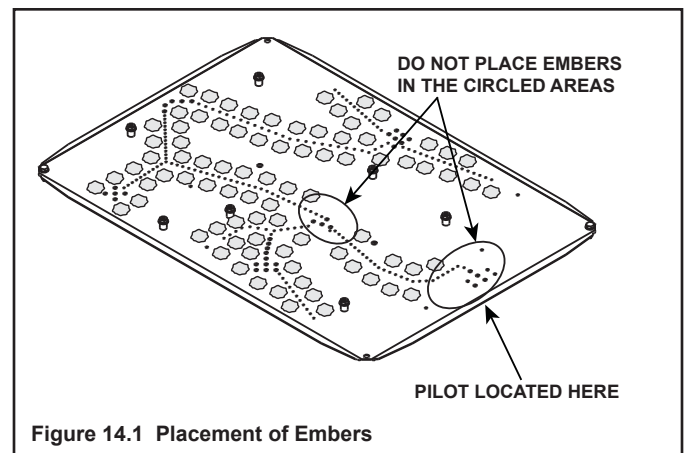 DO NOT PLACE EMBERS
IN THE CIRCLED AREAS
PILOT LOCATED HERE
Figure 14.1 Placement of Embers